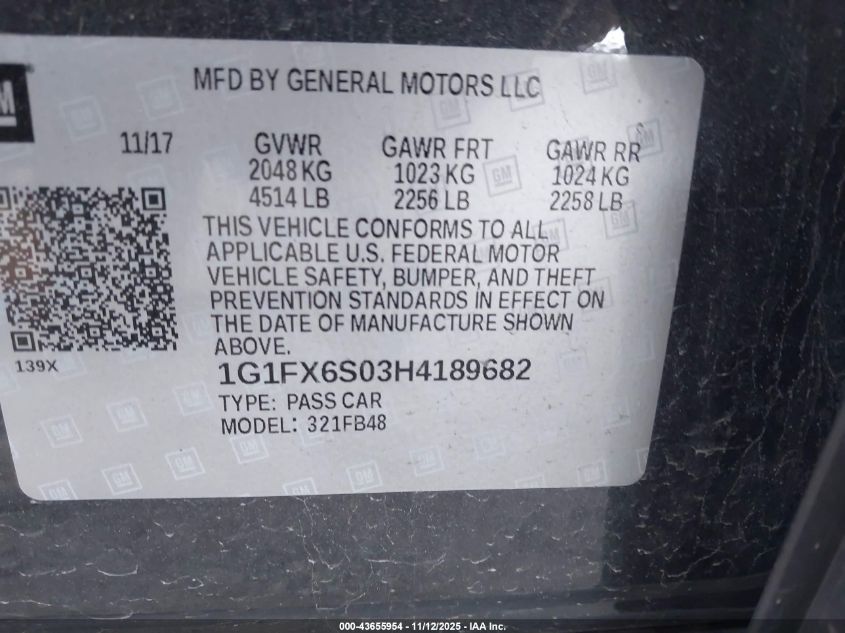 GM
MFD BY GENERAL MOTORS LLC
11/17
GVWR
2048 KG
4514 LB
GAWR FRT
1023 KG
2256 LB
GAWR RR
1024 KG
2258 LB
THIS VEHICLE CONFORMS TO ALL
APPLICABLE U.S. FEDERAL MOTOR
VEHICLE SAFETY, BUMPER, AND THEFT
PREVENTION STANDARDS IN EFFECT ON
THE DATE OF MANUFACTURE SHOWN
ABOVE.
139X
1G1FX6S03H4189682
TYPE: PASS CAR
MODEL: 321FB48
000-43655954 - 11/12/2025 - IAA Inc.